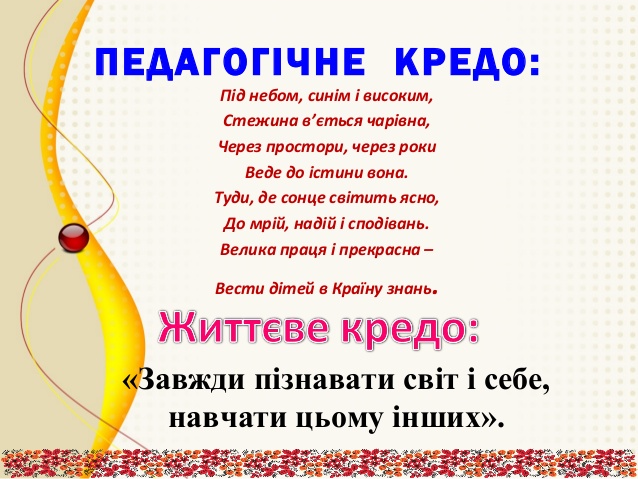 ПЕДАГОГІЧНЕ КРЕДО:
Під небом, синім і високим,
Стежина в’ється чарівна,
Через простори, через роки
Веде до істини вона.
Туди, де сонце світить ясно,
До мрій, надій і сподівань.
Велика праця і прекрасна –
Вести дітей в Країну знань.
Життєве кредо:
«Завжди пізнавати світ і себе,
навчати цьому інших».